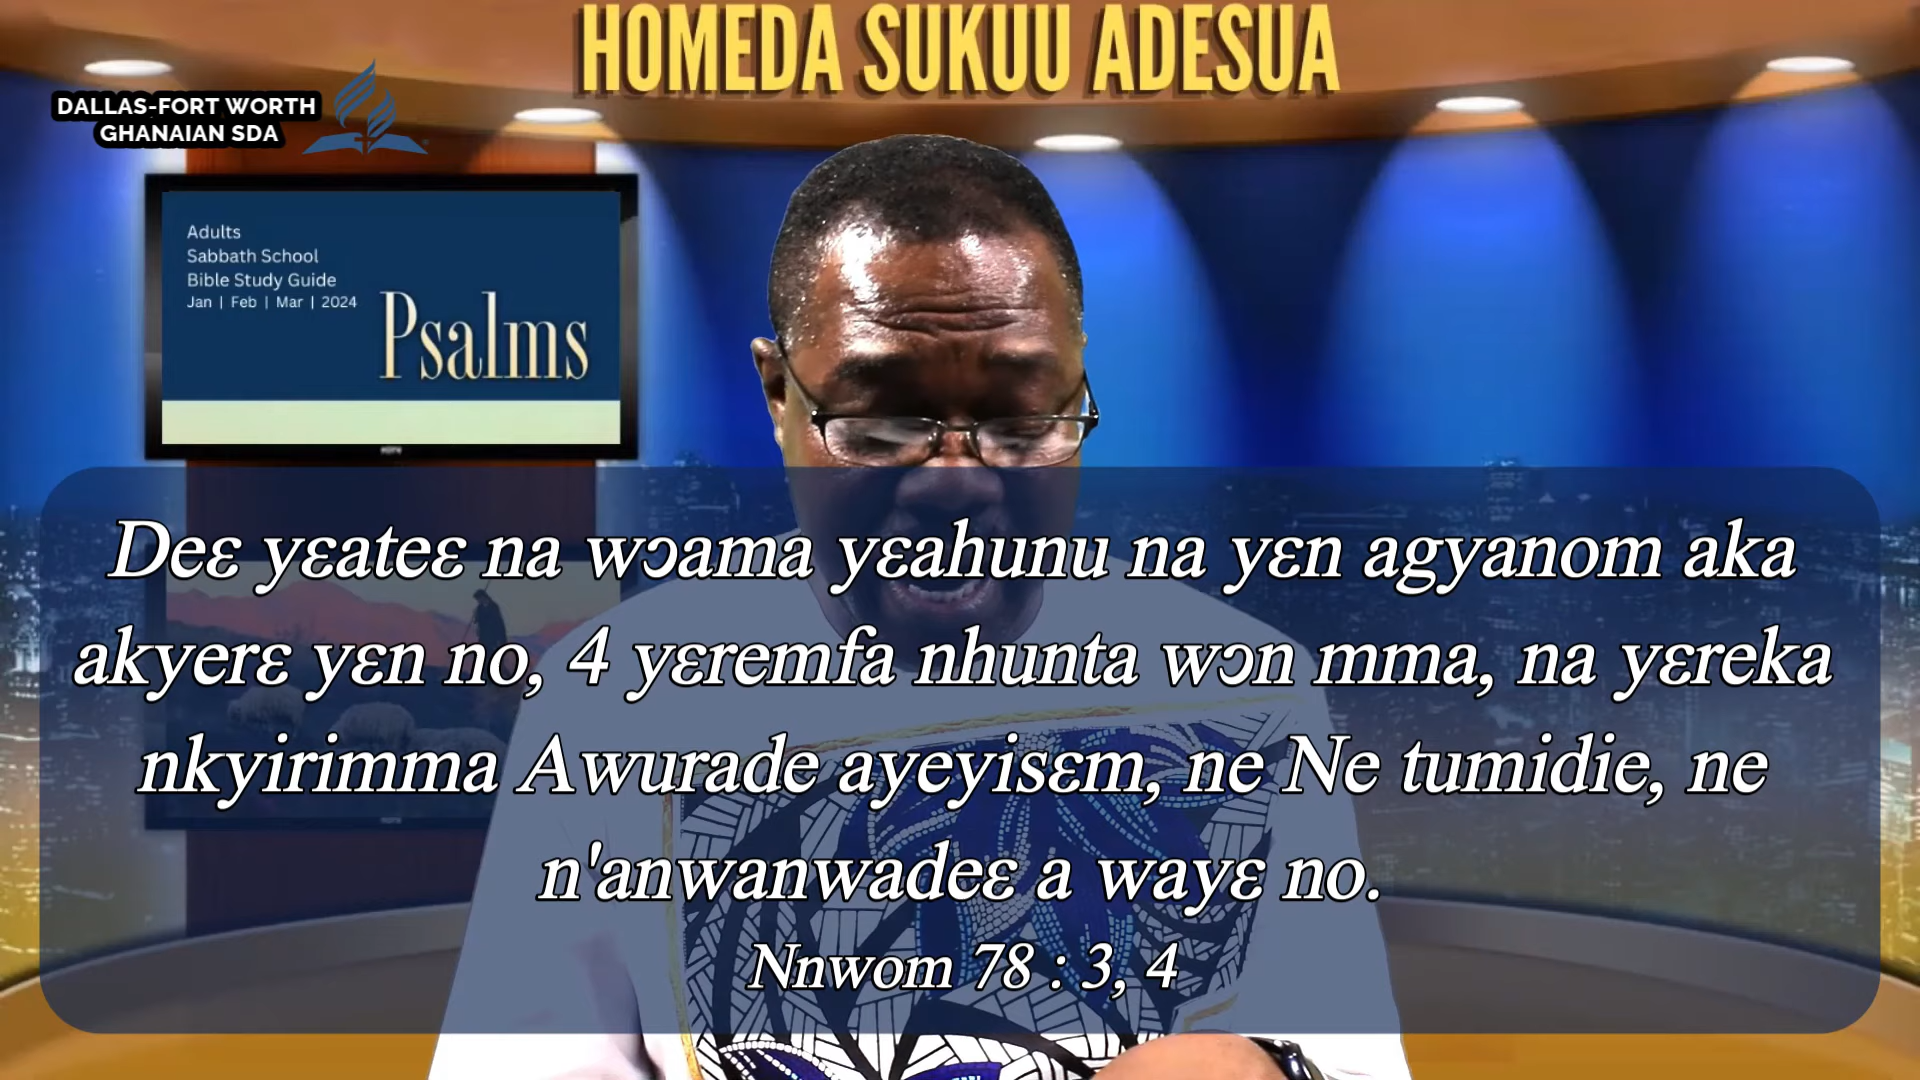 HOMEDA SUKUU ADESUA
DALLAS-FORT WORTH
GHANAIAN SDA
Adults
Sabbath School
Bible Study Guide
Jan | Feb | Mar | 2024
Psalms
Deɛ yɛateɛ na wɔama yɛahunu na yɛn agyanom aka
akyerɛ yɛn no, 4 yɛremfa nhunta wɔn mma, na yɛreka
nkyirimma Awurade ayeyisɛm, ne Ne tumidie, ne
n'anwanwadeɛ a wayɛ no.
Nnwom 78 : 3, 4